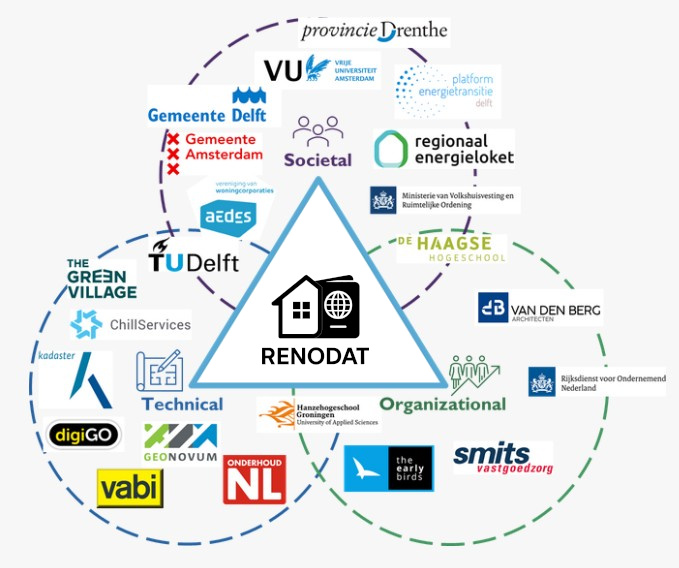 provincie Drenthe
VU
VRIJE
UNIVERSITEIT
AMSTERDAM
platform
energietransitie
delft
Gemeente Delft
Gemeente
Amsterdam
Societal
regionaal
energieloket
vereniging van
woningcorporaties
aedes
Ministerie van Volkshuisvesting en
Ruimtelijke Ordening
DE HAAGSE
HOGESCHOOL
TUDelft
THE
GREEN
VILLAGE
ChillServices
kadaster
RENODAT
dB VAN DEN BERG
ARCHITECTEN
Rijksdienst voor Ondernemend
Nederland
Technical
Hanzehogeschool
Groningen
University of Applied Sciences
Organizational
digiGO
GEONOVUM
vabi
ONDERHOUD
NL
the
early
birds
smits
vastgoedzorg